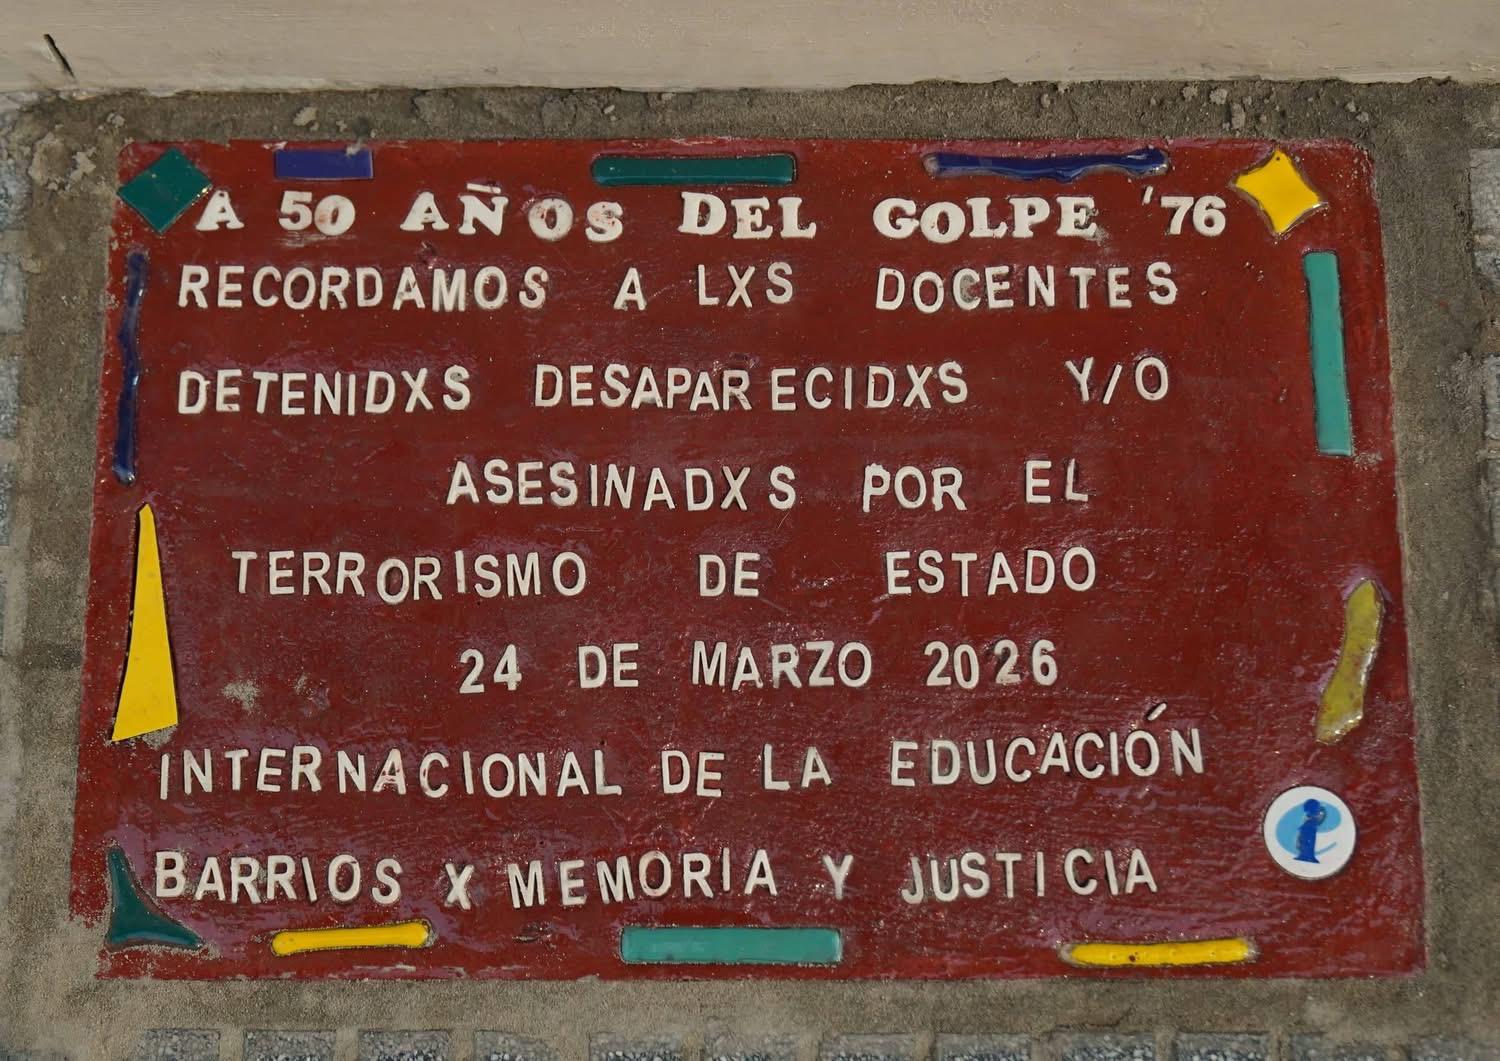 A 50 AÑOS DEL GOLPE '76
RECORDAMOS A LXS DOCENTES
DETENIDXS DESAPARECIDXS Y/O
ASESINADXS POR EL
TERRORISMO DE ESTADO
24 DE MARZO 2026
INTERNACIONAL DE LA EDUCACIÓN
BARRIOS X MEMORIA Y JUSTICIA